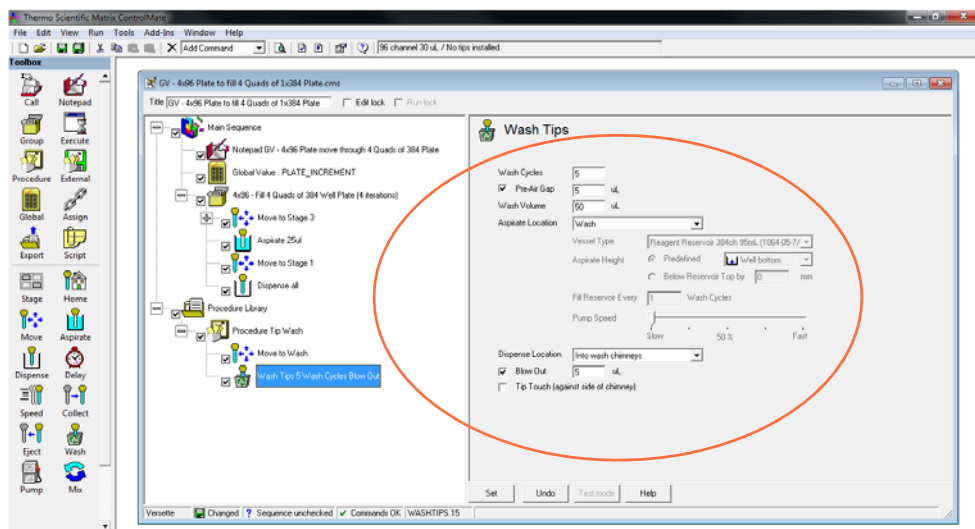 Thermo Scientific Matrix ControlMate
File Edit View Run Tools Add-Ins Window Help
Add Command 96 channel 30 uL / No tips installed
Toolbox
Call Notepad
Group Execute
Procedure External
Global Assign
Export Script
Stage Home
Move Aspirate
Dispense Delay
Speed Collect
Eject Wash
Pump Mix
GV - 4x96 Plate to fill 4 Quads of 1x384 Plate.cms
Title GV - 4x96 Plate to fill 4 Quads of 1x384 Plate Edit lock Run lock
Main Sequence
Notepad GV - 4x96 Plate move through 4 Quads of 384 Plate
Global Value : PLATE_INCREMENT
4x96 - Fill 4 Quads of 384 Well Plate (4 iterations)
Move to Stage 3
Aspirate 25ul
Move to Stage 1
Dispense all
Procedure Library
Procedure Tip Wash
Move to Wash
Wash Tips 5 Wash Cycles Blow Out
Wash Tips
Wash Cycles 5
Pre-Air Gap 5 uL
Wash Volume 50 uL
Aspirate Location Wash
Vessel Type Reagent Reservoir 384ch 95mL (1064-05-7/
Aspirate Height Predefined Well bottom
Below Reservoir Top by 0 mm
Fill Reservoir Every 1 Wash Cycles
Pump Speed
Slow 50 % Fast
Dispense Location Into wash chimneys
Blow Out 5 uL
Tip Touch (against side of chimney)
Set Undo Test mode Help
Versette Changed ? Sequence unchecked Commands OK WASHTIPS.15